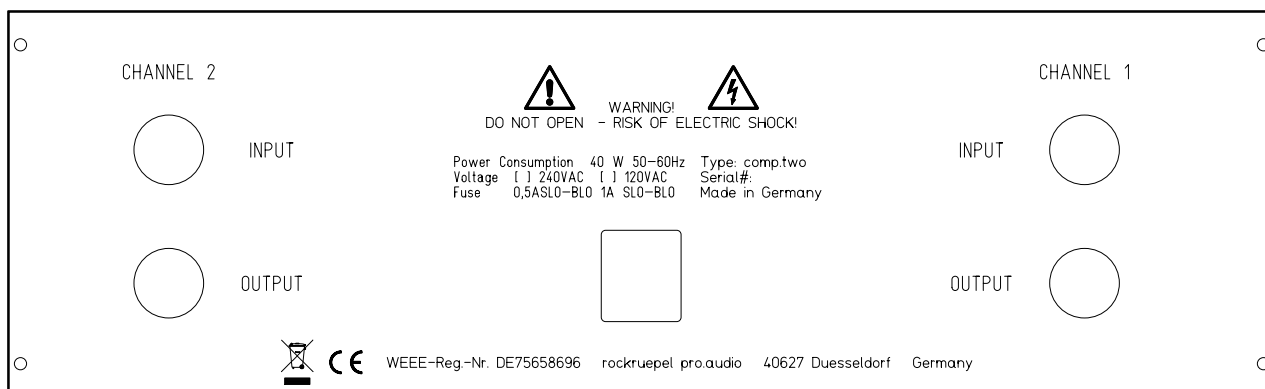 CHANNEL 2
CHANNEL 1
WARNING!
DO NOT OPEN - RISK OF ELECTRIC SHOCK!
INPUT
INPUT
Power Consumption 40 W 50-60Hz Type: comp.two
Voltage [ ] 240VAC [ ] 120VAC Serial#:
Fuse 0,5ASLO-BLO 1A SLO-BLO Made in Germany
OUTPUT
OUTPUT
CE WEEE-Reg.-Nr. DE75658696 rockruepel pro.audio 40627 Duesseldorf Germany